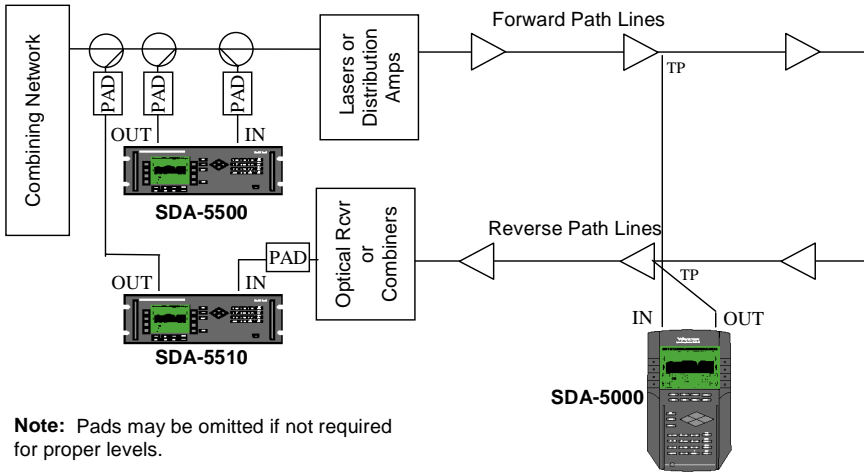 Forward Path Lines
Combining Network
PAD
PAD
PAD
Lasers or
Distribution
Amps
TP
OUT
IN
SDA-5500
Reverse Path Lines
PAD
Optical Rcvr
or
Combiners
TP
OUT
IN
SDA-5510
IN
OUT
SDA-5000
Note: Pads may be omitted if not required
for proper levels.